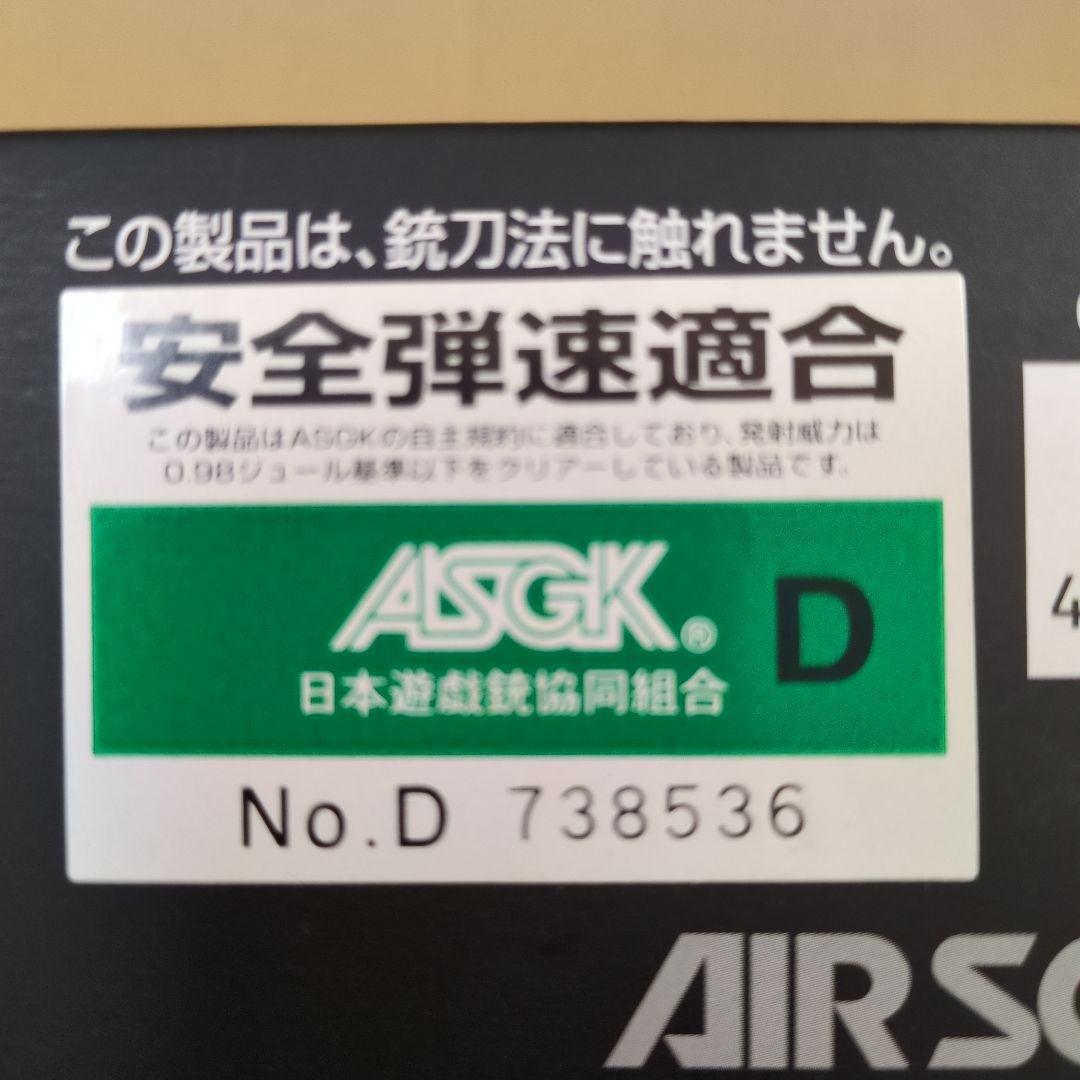 この製品は、銃刀法に触れません。
安全弾速適合
この製品はASGKの自主規約に適合しており、発射威力は
0.98ジュール基準以下をクリアーしている製品です。
ASGK®
D
日本遊戯銃協同組合
No.D 738536
4
AIR SO